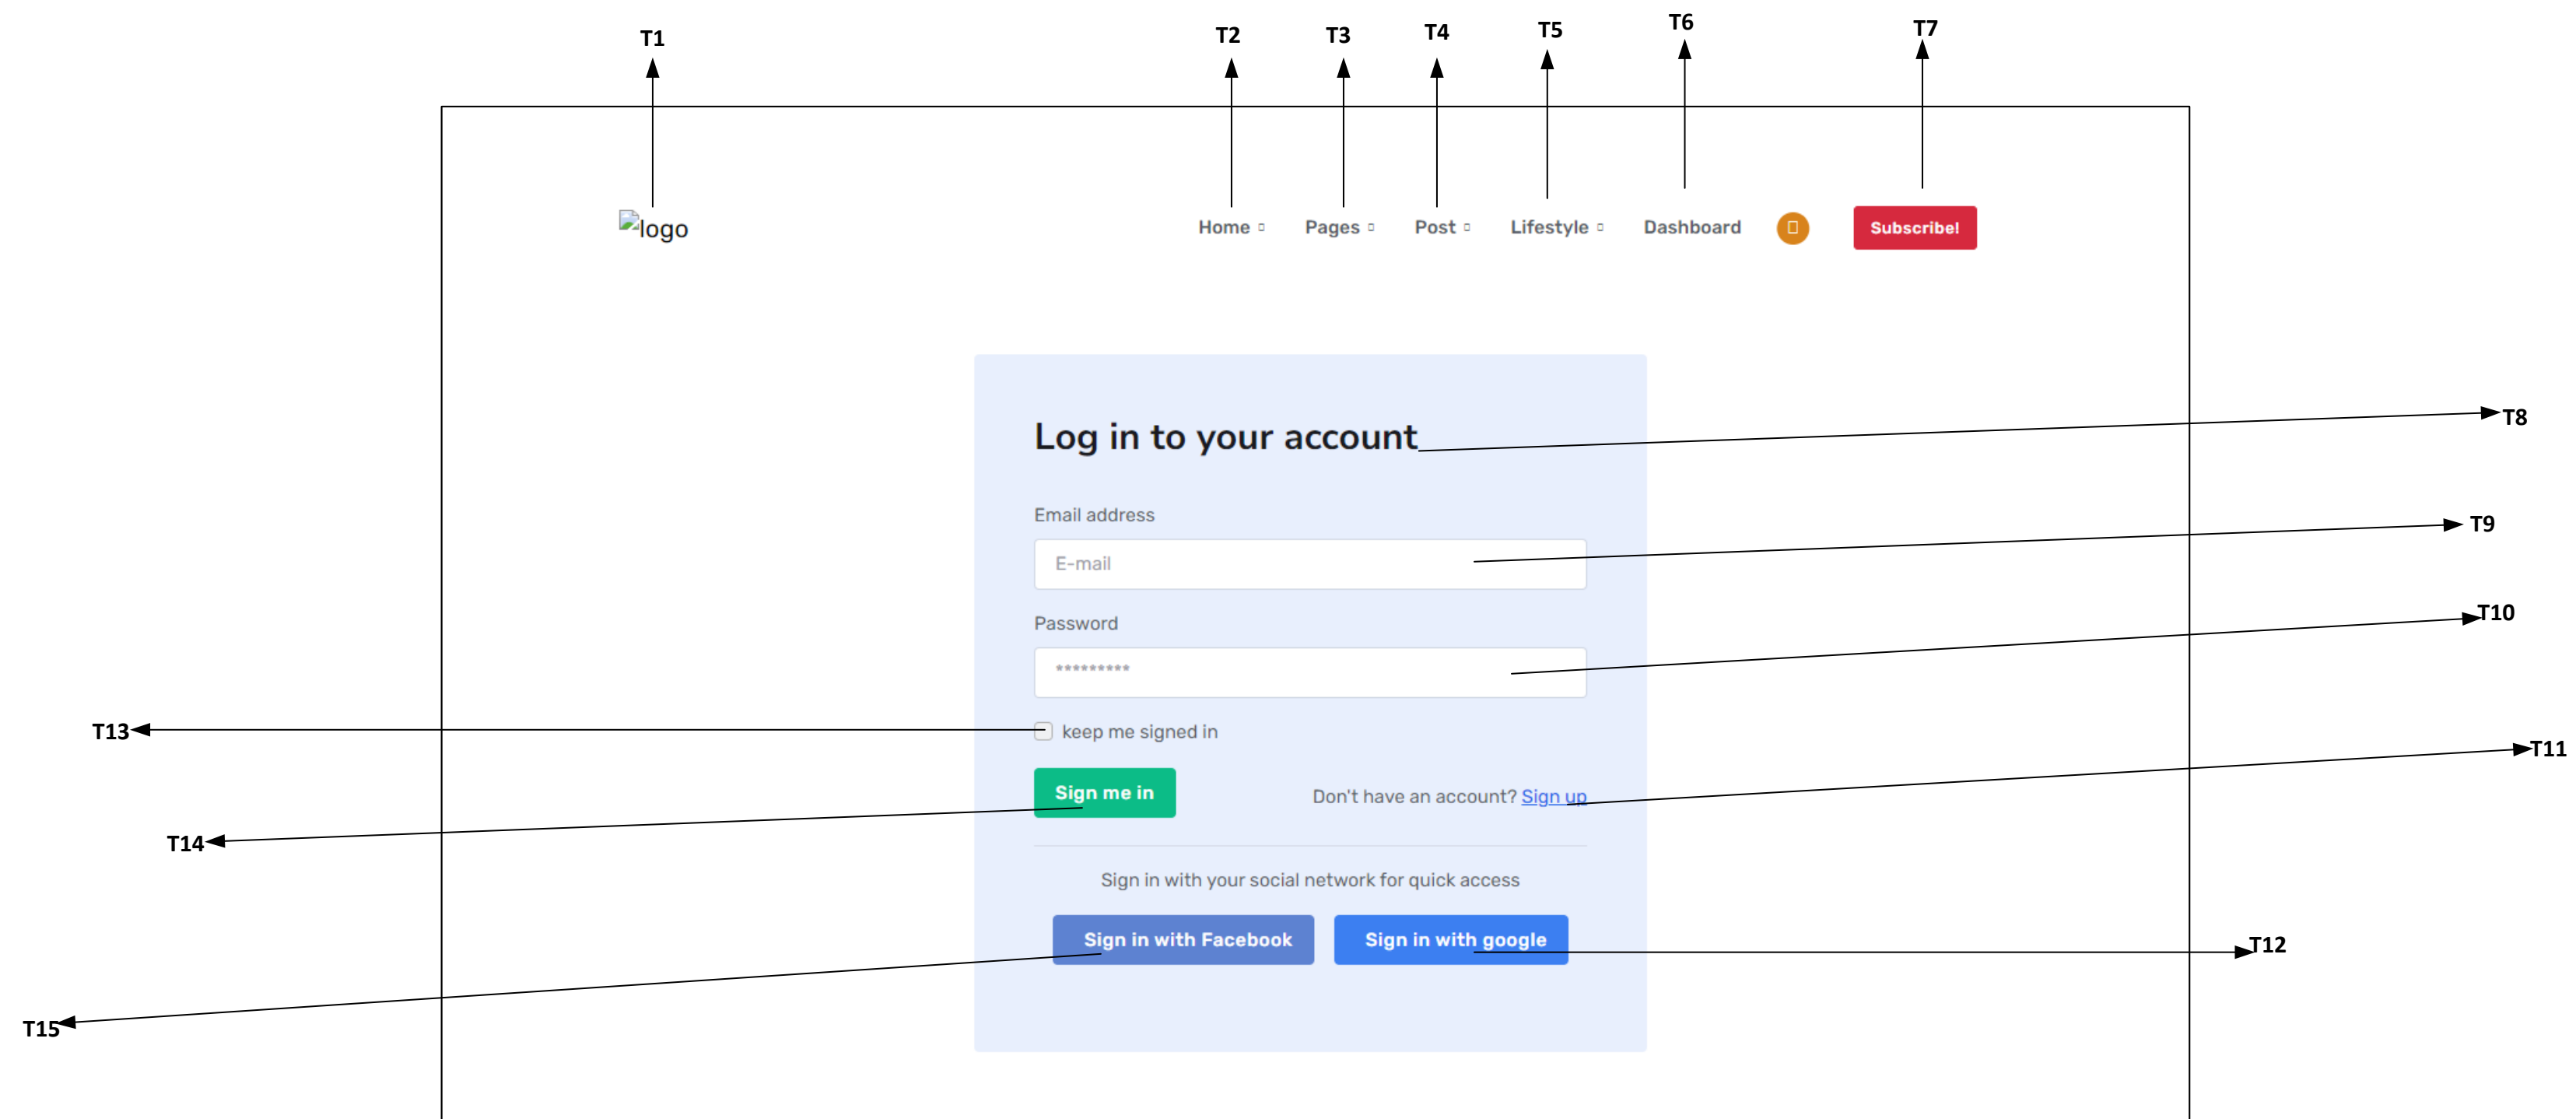 T1 T2 T3 T4 T5 T6 T7
logo Home Pages Post Lifestyle Dashboard Subscribe!
Log in to your account
T8
Email address
E-mail
T9
Password
*********
T10
T13
keep me signed in
T11
Sign me in
Don't have an account? Sign up
T14
Sign in with your social network for quick access
Sign in with Facebook Sign in with google
T12
T15